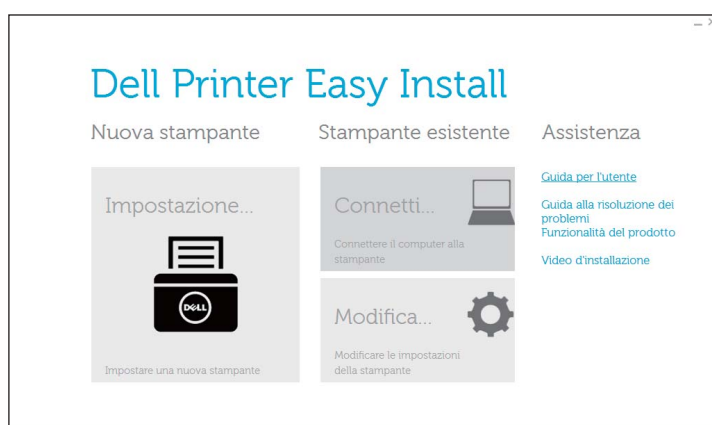 Dell Printer Easy Install
Nuova stampante
Stampante esistente
Assistenza
Impostazione...
DELL
Impostare una nuova stampante
Connetti...
Connettere il computer alla
stampante
Modifica...
Modificare le impostazioni
della stampante
Guida per l'utente
Guida alla risoluzione dei
problemi
Funzionalità del prodotto
Video d'installazione